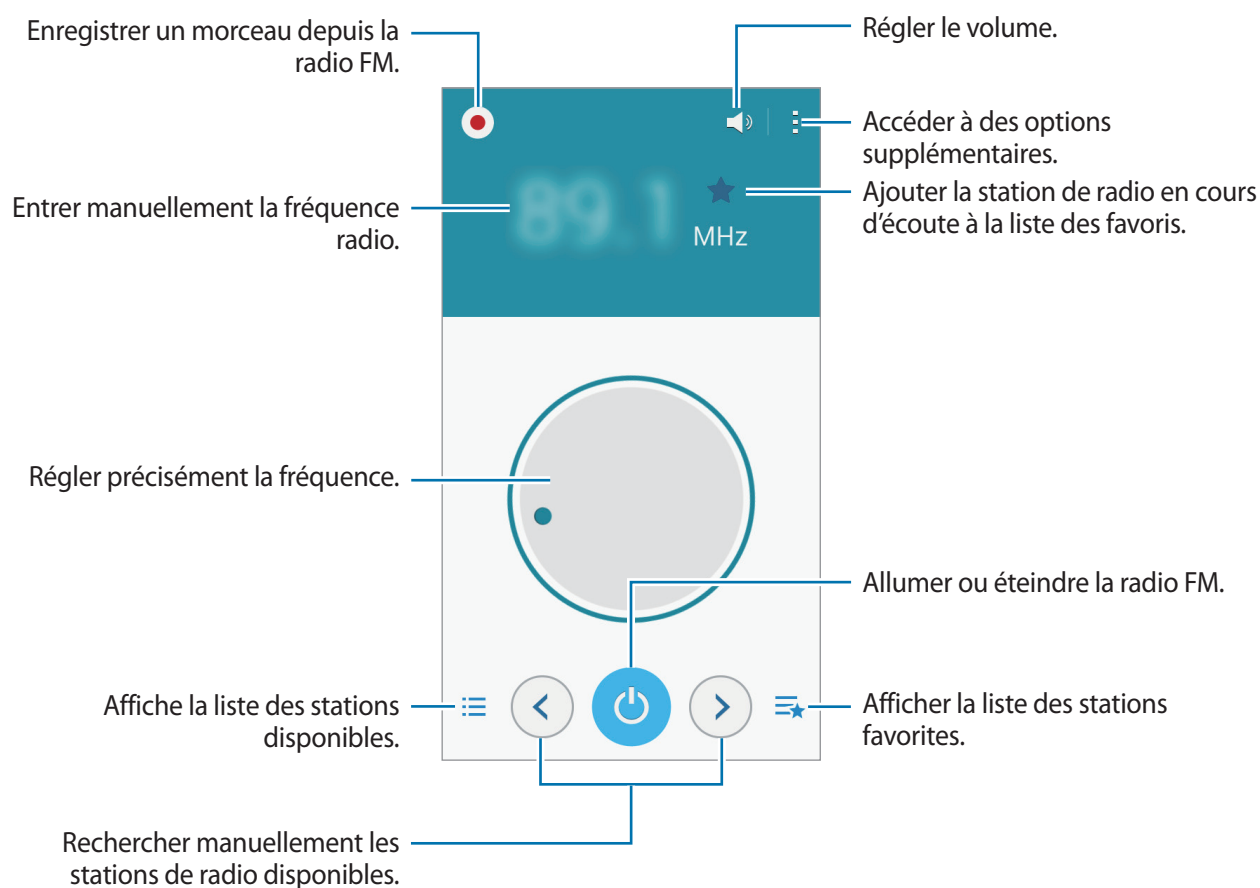 Enregistrer un morceau depuis la
radio FM.
Régler le volume.
Accéder à des options
supplémentaires.
Entrer manuellement la fréquence
radio.
Ajouter la station de radio en cours
d'écoute à la liste des favoris.
89.1
MHz
Régler précisément la fréquence.
Allumer ou éteindre la radio FM.
Affiche la liste des stations
disponibles.
Afficher la liste des stations
favorites.
Rechercher manuellement les
stations de radio disponibles.